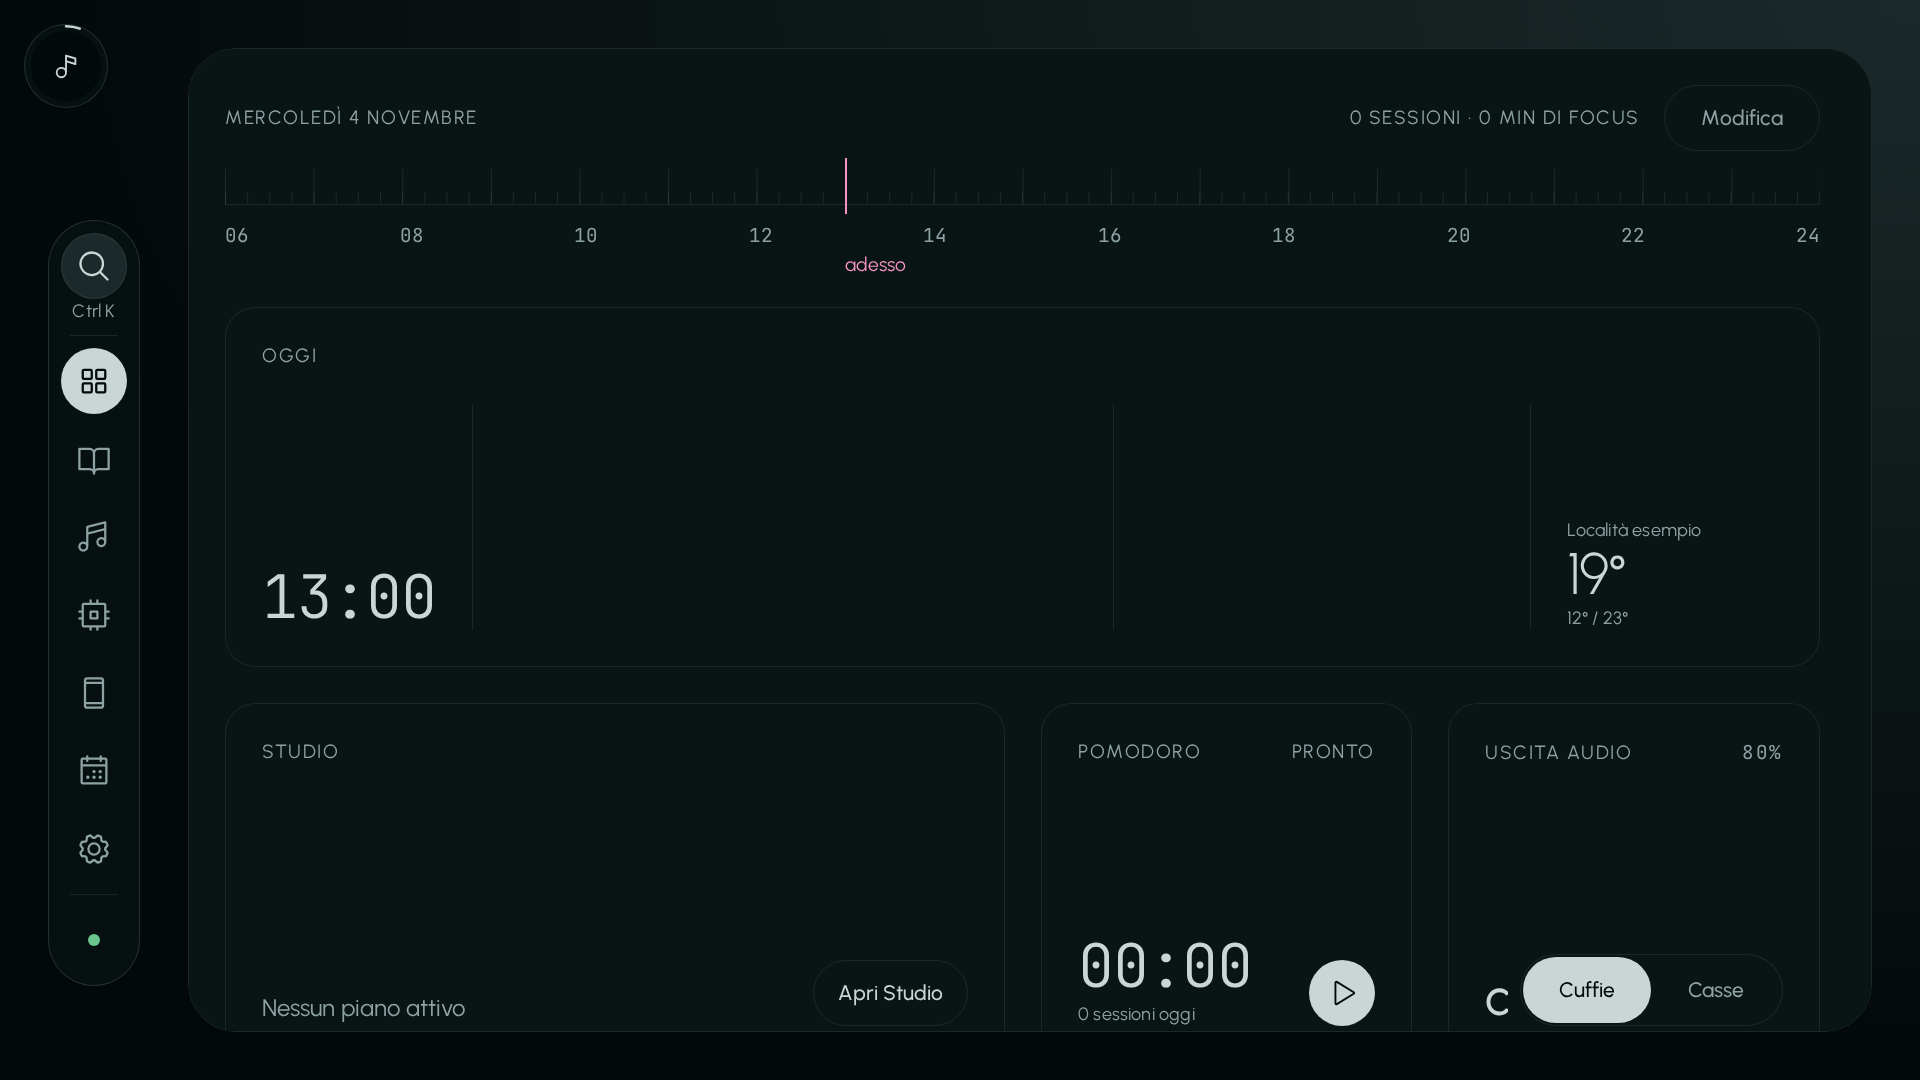 MERCOLEDÌ 4 NOVEMBRE
0 SESSIONI · 0 MIN DI FOCUS
Modifica
06 08 10 12 14 16 18 20 22 24
adesso
Ctrl K
OGGI
13:00
Località esempio
19°
12° / 23°
STUDIO
Nessun piano attivo
Apri Studio
POMODORO
PRONTO
00:00
0 sessioni oggi
USCITA AUDIO
80%
C
Cuffie
Casse